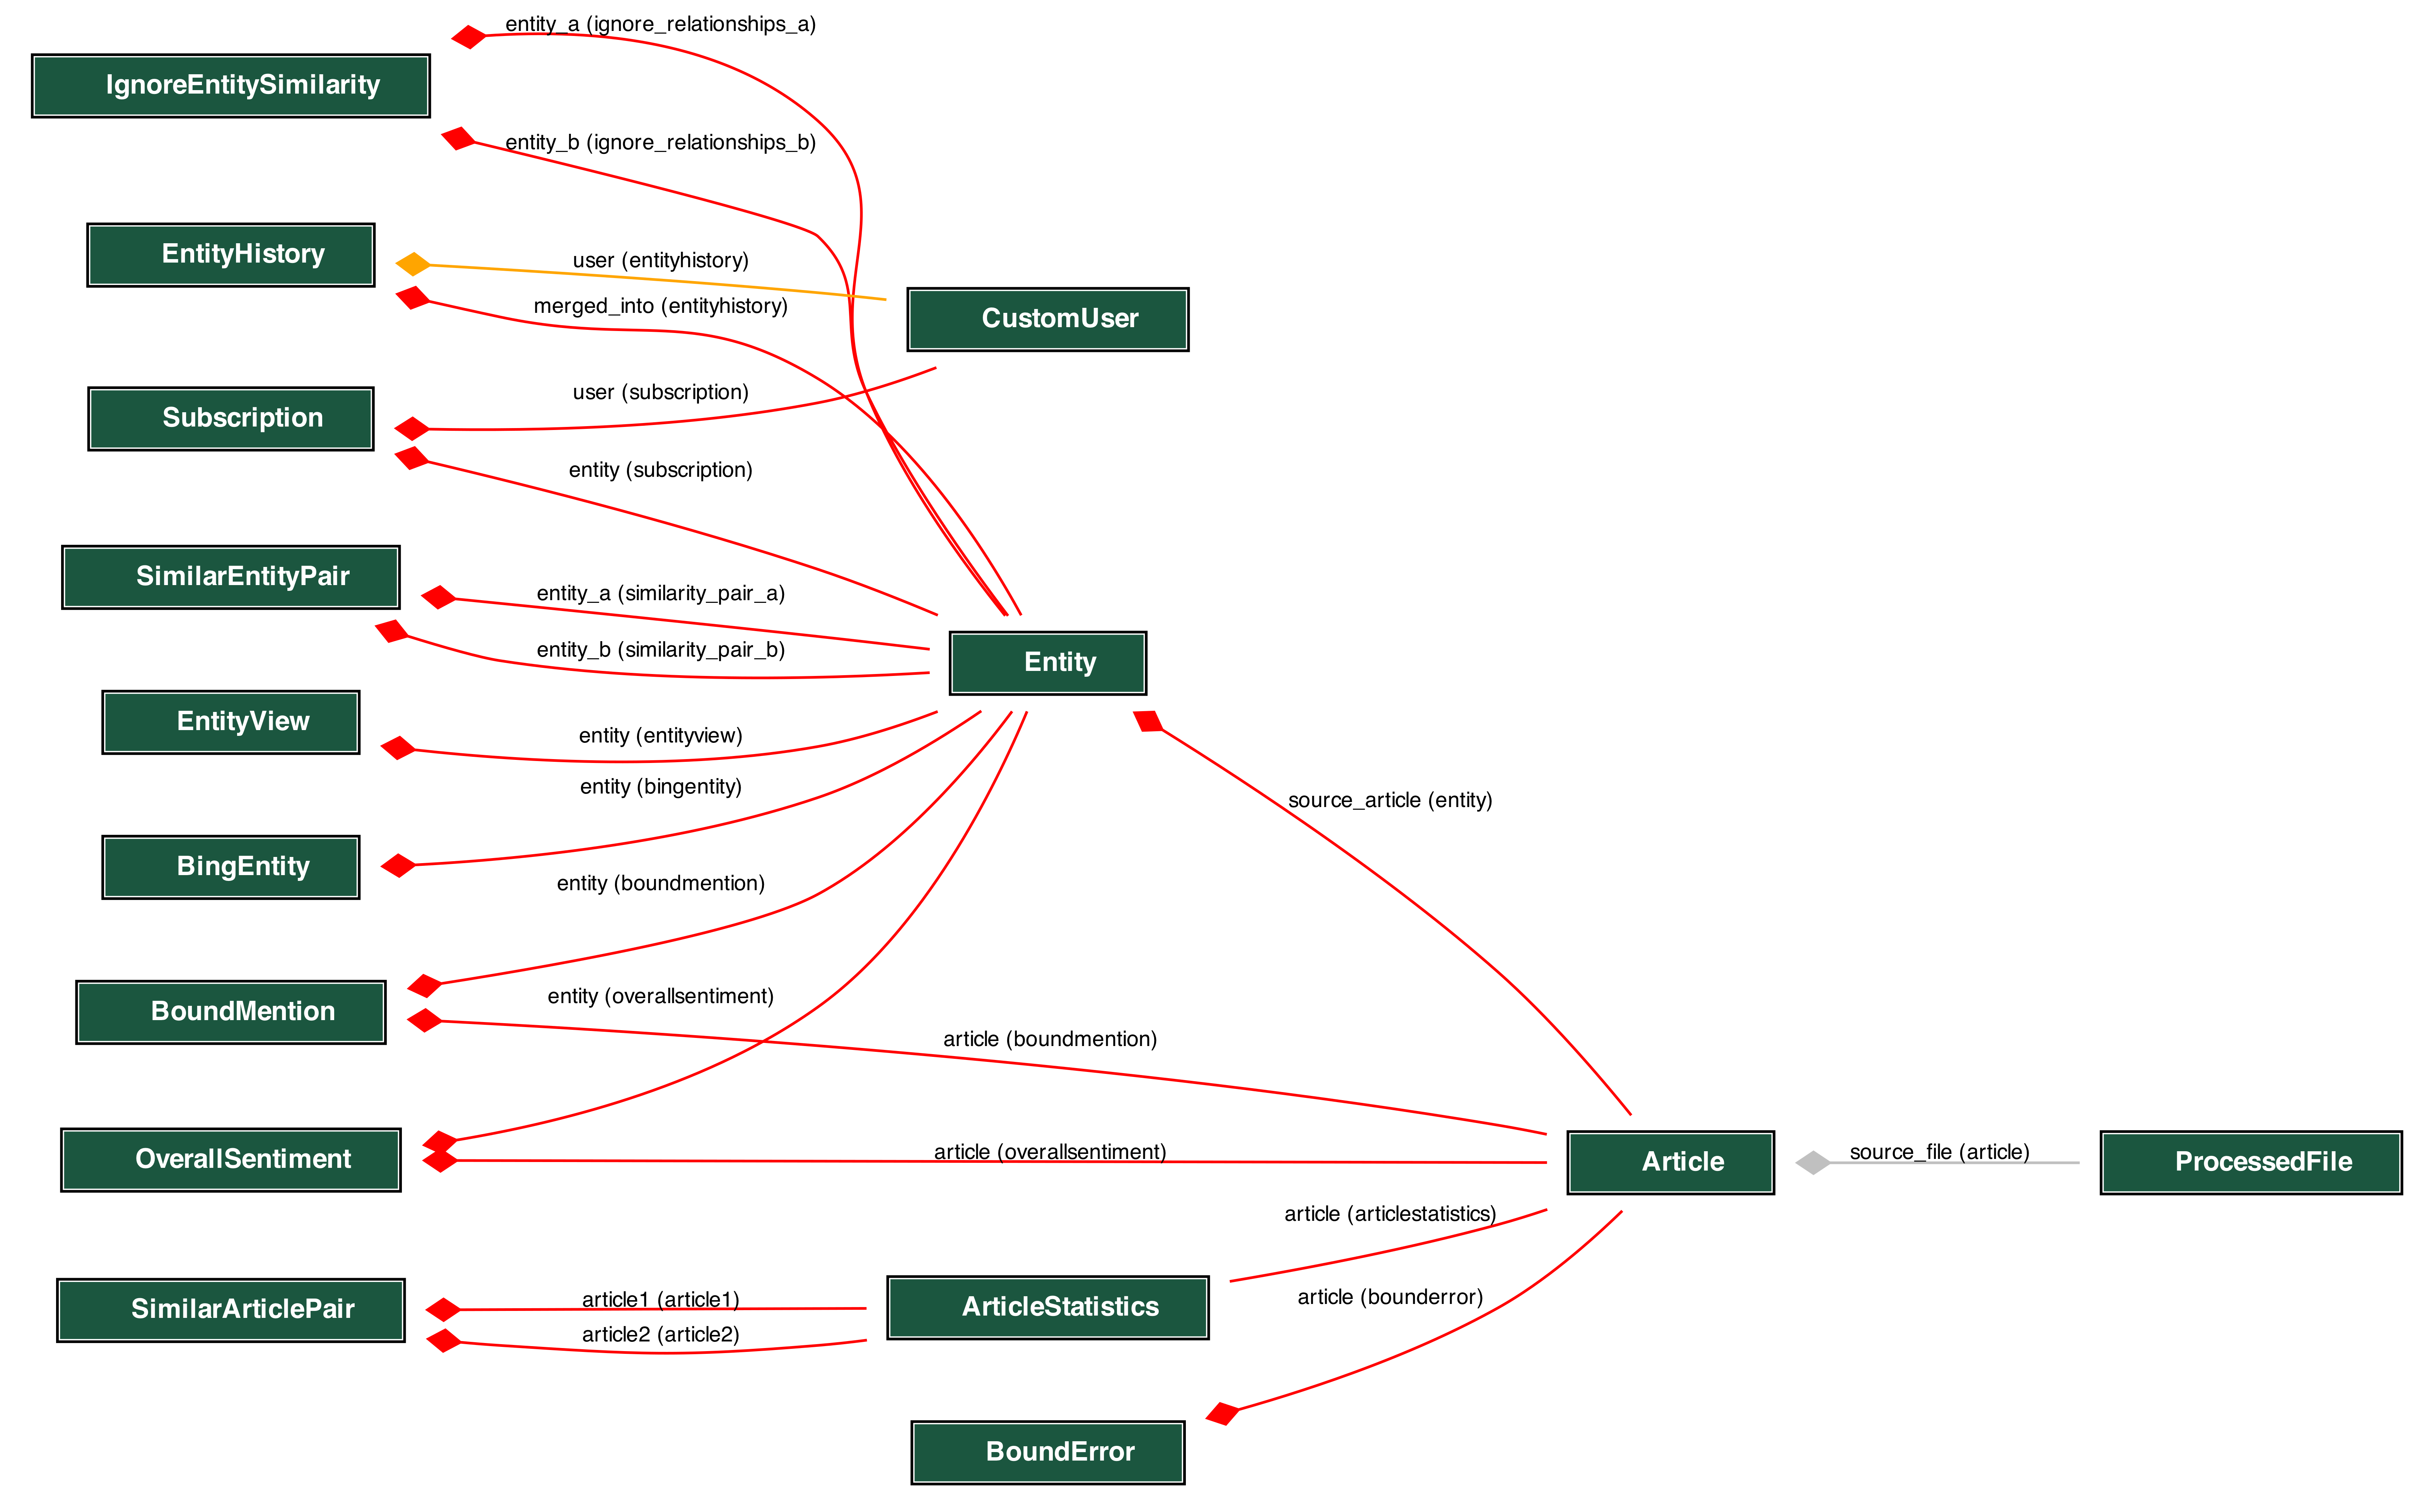 entity_a (ignore_relationships_a)
IgnoreEntitySimilarity
entity_b (ignore_relationships_b)
EntityHistory
user (entityhistory)
merged_into (entityhistory)
CustomUser
user (subscription)
Subscription
entity (subscription)
SimilarEntityPair
entity_a (similarity_pair_a)
entity_b (similarity_pair_b)
Entity
EntityView
entity (entityview)
entity (bingentity)
source_article (entity)
BingEntity
entity (boundmention)
BoundMention
entity (overallsentiment)
article (boundmention)
OverallSentiment
article (overallsentiment)
Article
source_file (article)
ProcessedFile
article (articlestatistics)
SimilarArticlePair
article1 (article1)
article2 (article2)
ArticleStatistics
article (bounderror)
BoundError